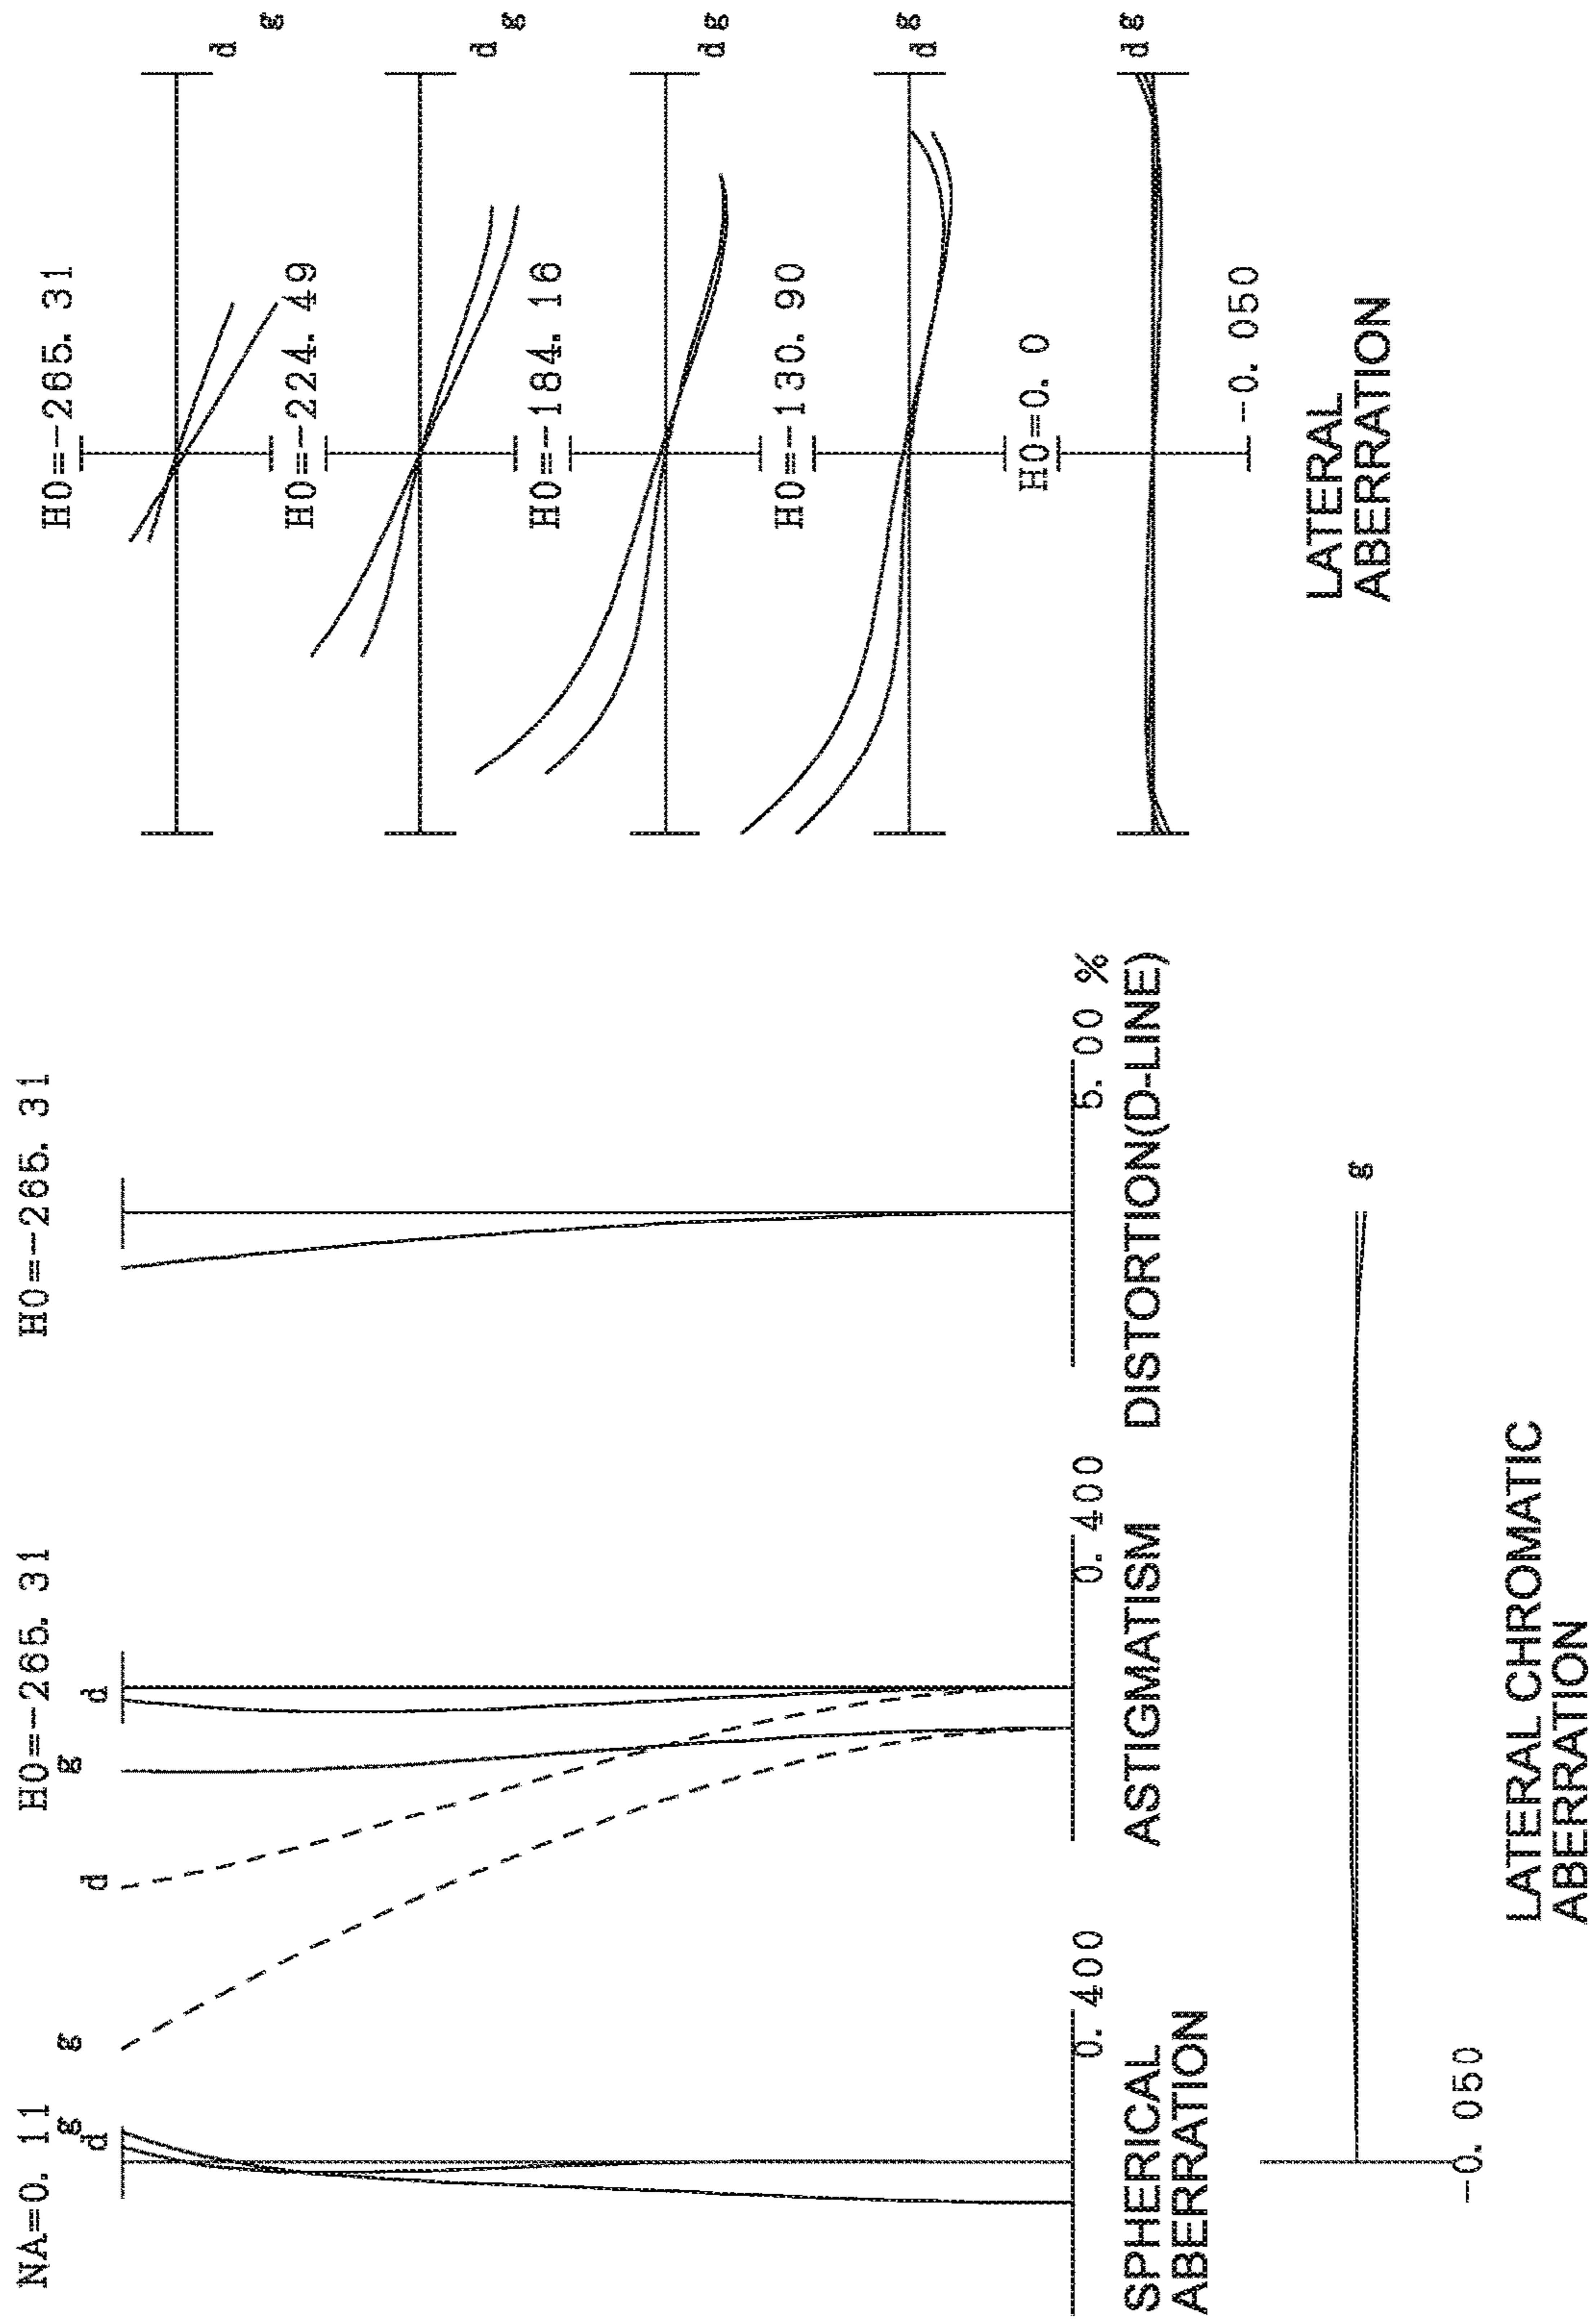 NA=0.11
g
d
SPHERICAL
ABERRATION
0.400
H0=-265.31
g
d
g
d
0.400
ASTIGMATISM
H0=-265.31
5.00 %
DISTORTION(D-LINE)
H0=-265.31
d
g
H0=-224.49
d
g
H0=-184.16
d
g
H0=-130.90
d
g
H0=0.0
d
g
-0.050
LATERAL
ABERRATION
g
-0.050
LATERAL CHROMATIC
ABERRATION